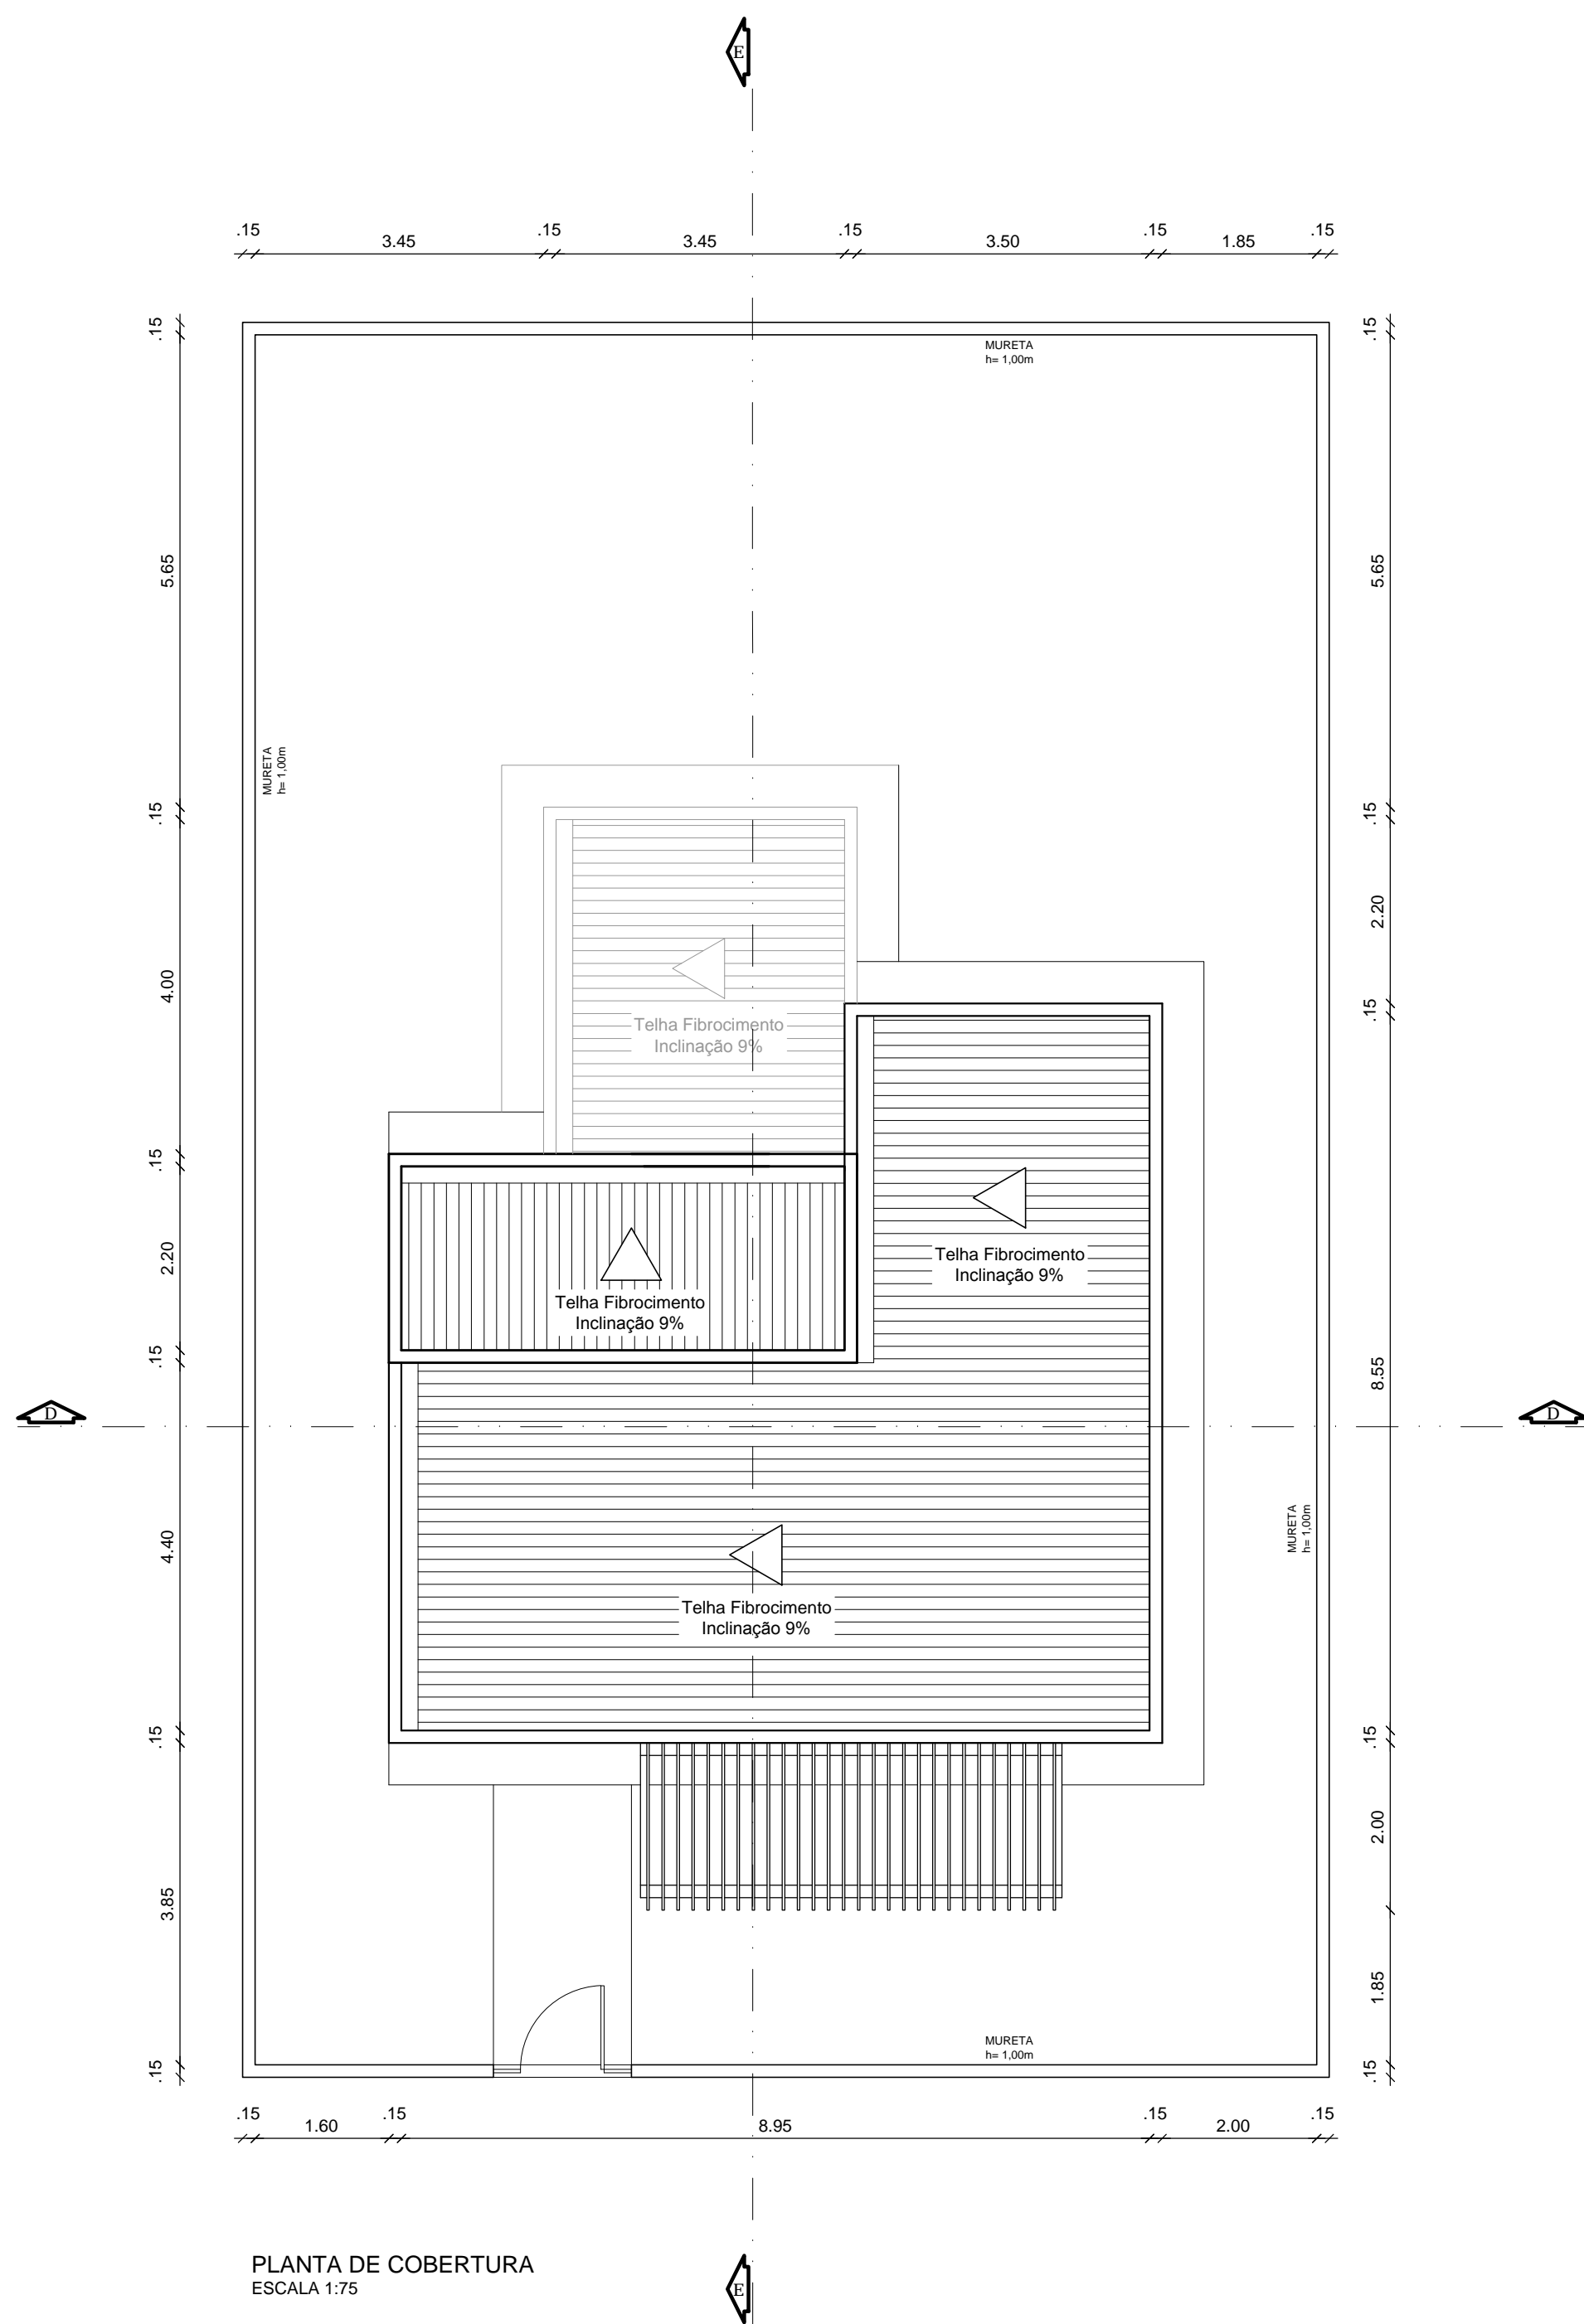 E
.15
3.45
.15
3.45
.15
3.50
.15
1.85
.15
.15
5.65
.15
4.00
.15
2.20
.15
4.40
.15
3.85
.15
.15
5.65
.15
2.20
.15
8.55
.15
2.00
1.85
.15
MURETA
h= 1,00m
MURETA
h= 1,00m
Telha Fibrocimento
Inclinação 9%
Telha Fibrocimento
Inclinação 9%
Telha Fibrocimento
Inclinação 9%
D
D
MURETA
h= 1,00m
Telha Fibrocimento
Inclinação 9%
MURETA
h= 1,00m
.15
1.60
.15
8.95
.15
2.00
.15
PLANTA DE COBERTURA
ESCALA 1:75
E